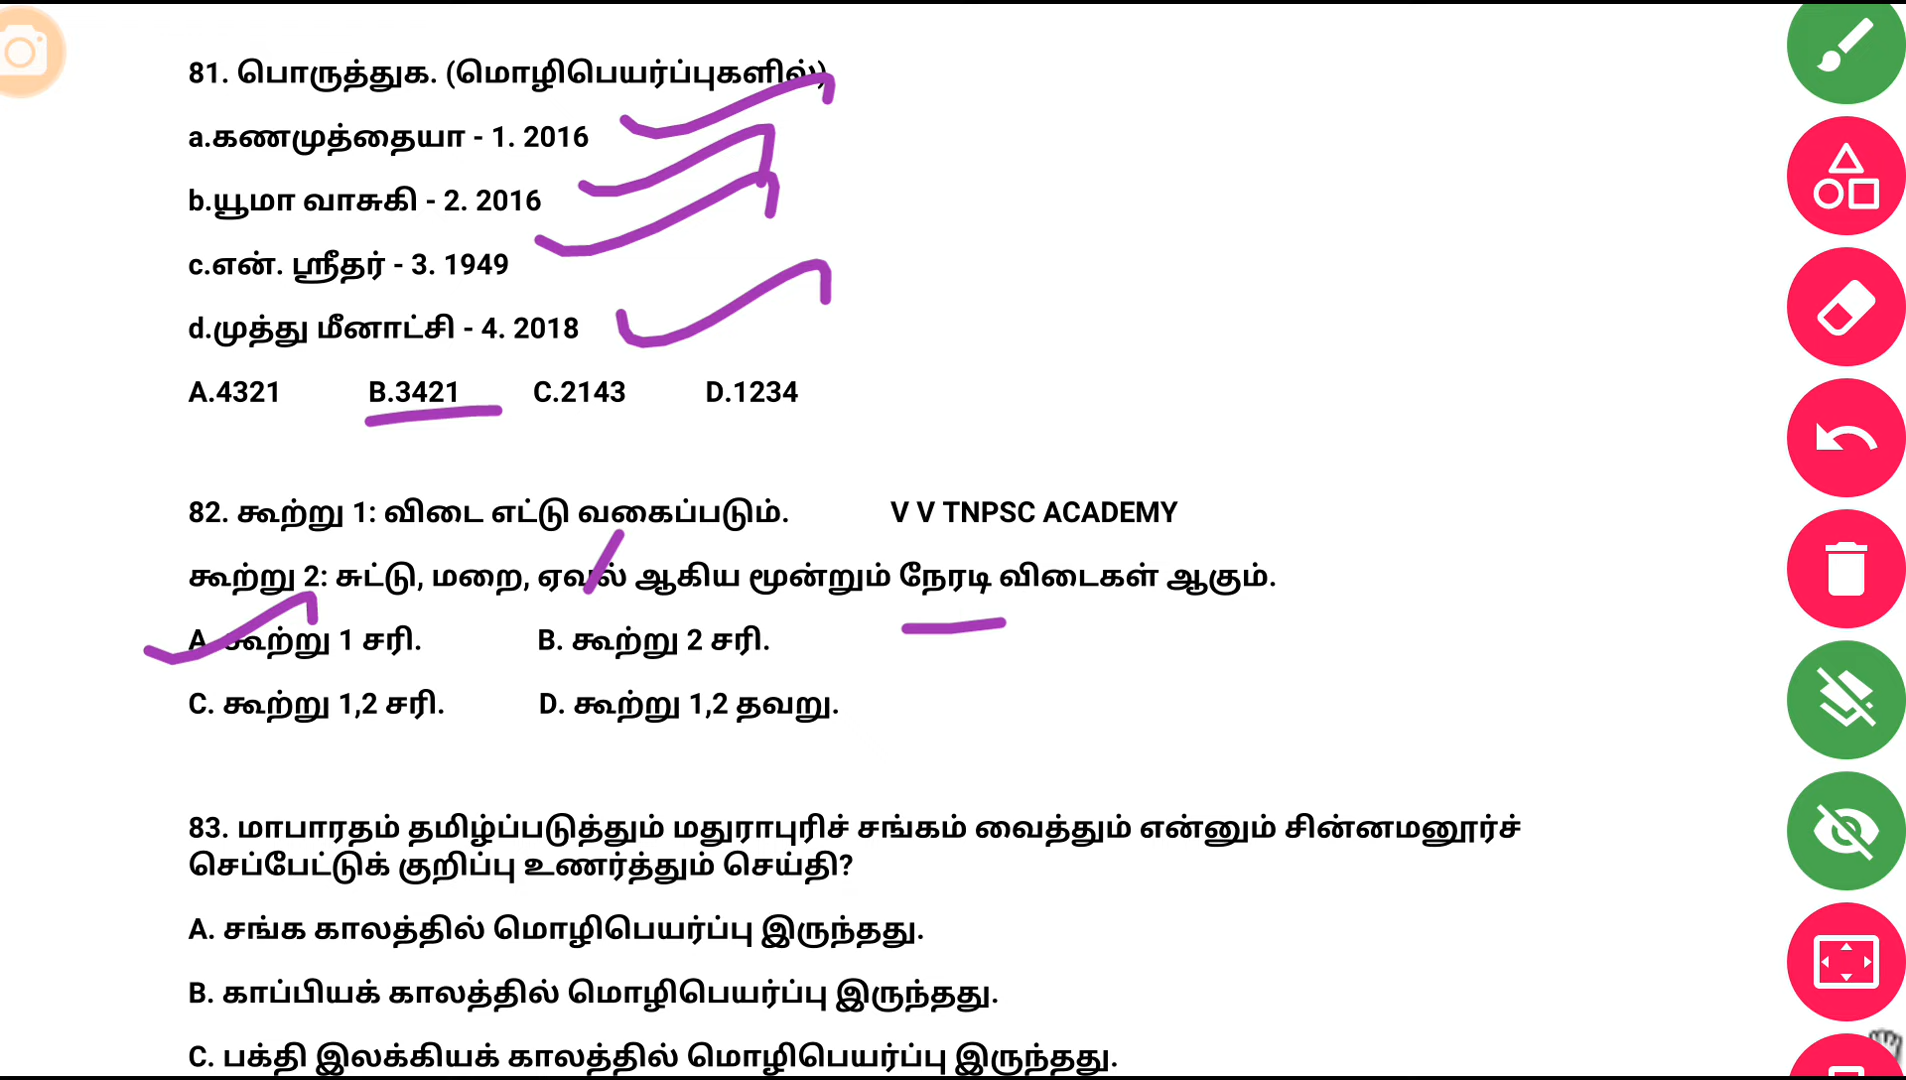 81. பொருத்துக. (மொழிபெயர்ப்புகளில்)
a.கணமுத்தையா - 1. 2016
b.யூமா வாசுகி - 2. 2016
c.என். ஸ்ரீதர் - 3. 1949
d.முத்து மீனாட்சி - 4. 2018
A.4321 B.3421 C.2143 D.1234
82. கூற்று 1: விடை எட்டு வகைப்படும். V V TNPSC ACADEMY
கூற்று 2: சுட்டு, மறை, ஏவல் ஆகிய மூன்றும் நேரடி விடைகள் ஆகும்.
A. கூற்று 1 சரி. B. கூற்று 2 சரி.
C. கூற்று 1,2 சரி. D. கூற்று 1,2 தவறு.
83. மாபாரதம் தமிழ்ப்படுத்தும் மதுராபுரிச் சங்கம் வைத்தும் என்னும் சின்னமனூர்ச்
செப்பேட்டுக் குறிப்பு உணர்த்தும் செய்தி?
A. சங்க காலத்தில் மொழிபெயர்ப்பு இருந்தது.
B. காப்பியக் காலத்தில் மொழிபெயர்ப்பு இருந்தது.
C. பக்தி இலக்கியக் காலத்தில் மொழிபெயர்ப்பு இருந்தது.